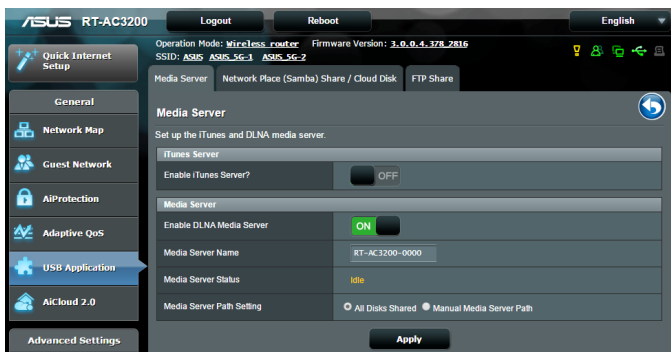 ASUS RT-AC3200 Logout Reboot English
Quick Internet Setup
Operation Mode: Wireless router Firmware Version: 3.0.0.4.378_2816
SSID: ASUS ASUS_5G-1 ASUS_5G-2
Media Server Network Place (Samba) Share / Cloud Disk FTP Share
General
Network Map
Guest Network
AiProtection
Adaptive QoS
USB Application
AiCloud 2.0
Advanced Settings
Media Server
Set up the iTunes and DLNA media server.
iTunes Server
Enable iTunes Server? OFF
Media Server
Enable DLNA Media Server ON
Media Server Name RT-AC3200-0000
Media Server Status Idle
Media Server Path Setting All Disks Shared Manual Media Server Path
Apply